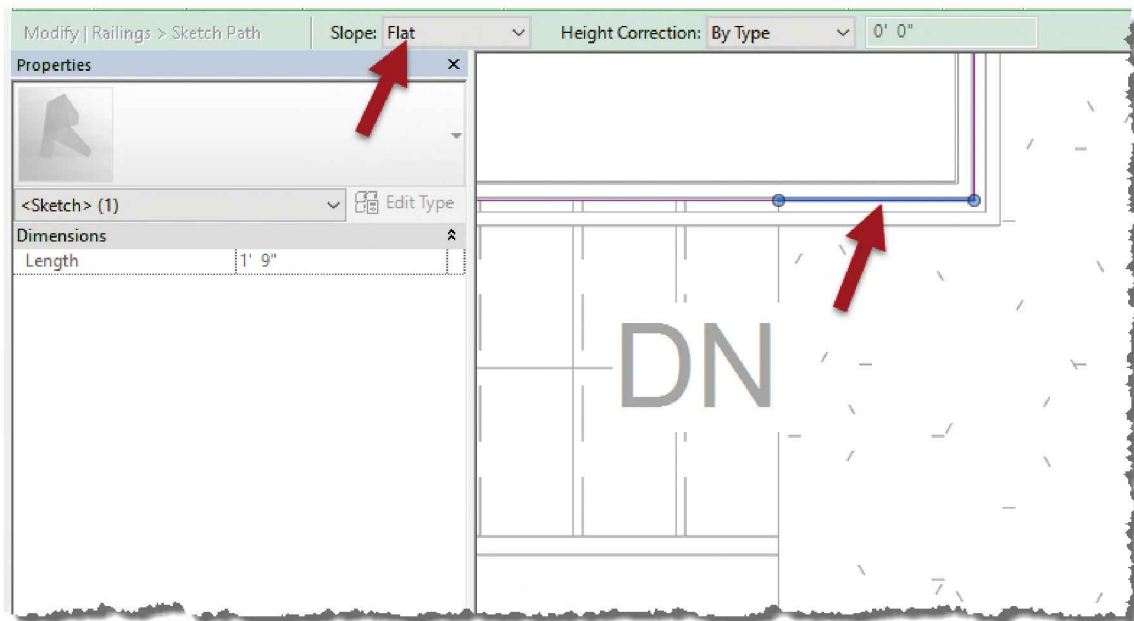 Modify | Railings > Sketch Path Slope: Flat Height Correction: By Type 0' 0"
Properties
<Sketch> (1) Edit Type
Dimensions
Length 1' 9"
DN